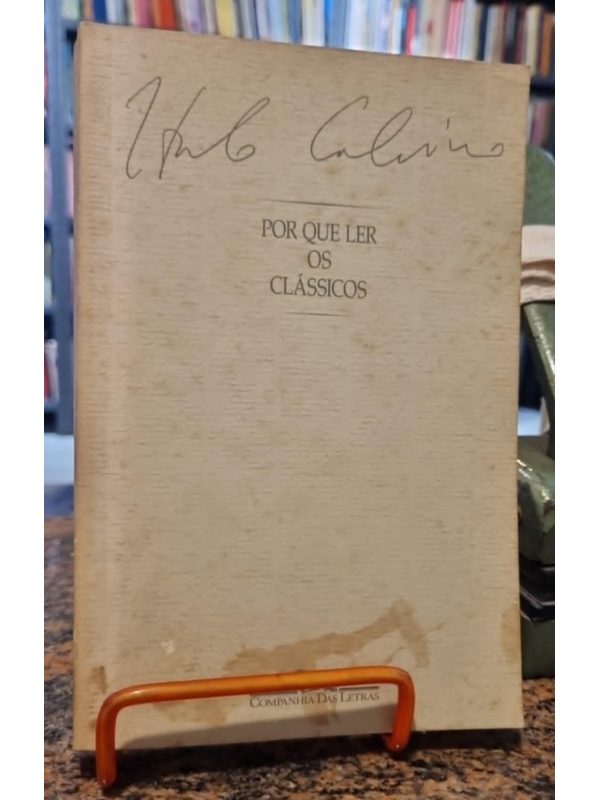 Italo Calvino
POR QUE LER
OS
CLÁSSICOS
COMPANHIA DAS LETRAS